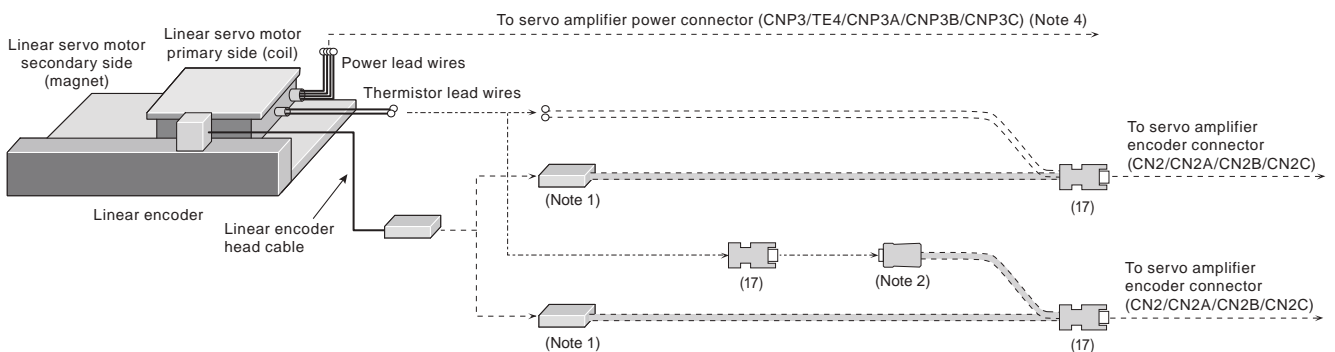 To servo amplifier power connector (CNP3/TE4/CNP3A/CNP3B/CNP3C) (Note 4)
Linear servo motor
secondary side
(magnet)
Linear servo motor
primary side (coil)
Power lead wires
Thermistor lead wires
To servo amplifier
encoder connector
(CN2/CN2A/CN2B/CN2C)
(Note 1)
(17)
Linear encoder
Linear encoder
head cable
(17)
(Note 2)
To servo amplifier
encoder connector
(CN2/CN2A/CN2B/CN2C)
(Note 1)
(17)